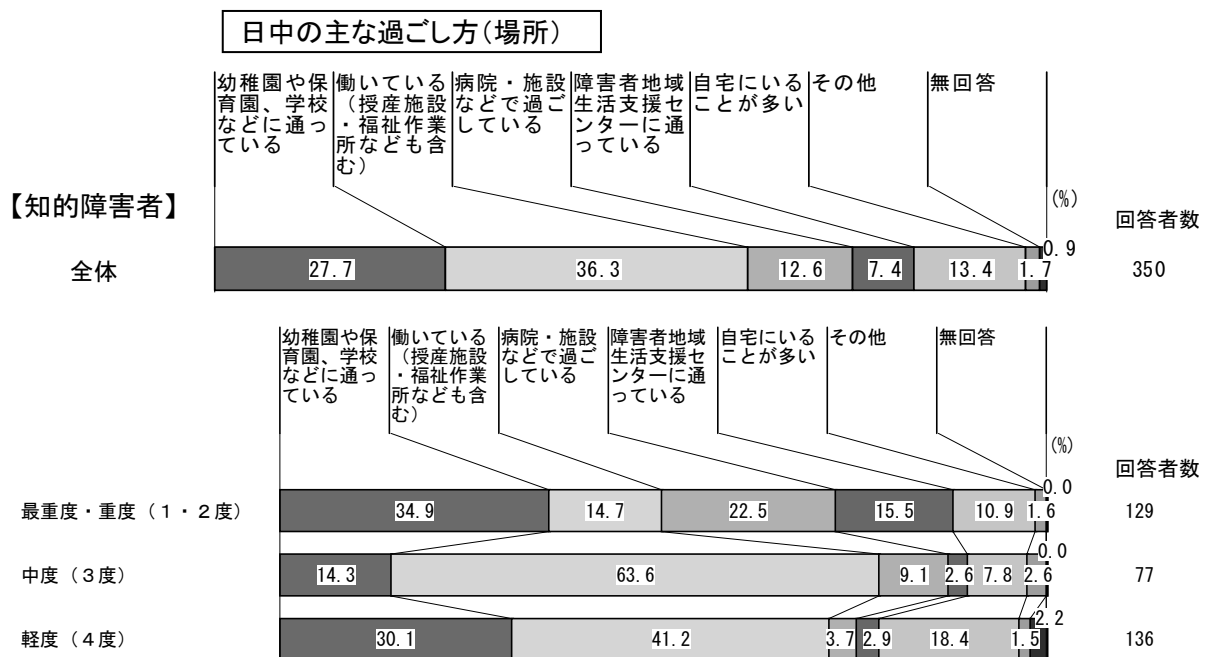 日中の主な過ごし方（場所）
幼稚園や保
育園、学校
などに通っ
ている
働いている
（授産施設
・福祉作業
所なども含
む）
病院・施設
などで過ご
している
障害者地域
生活支援セ
ンターに通
っている
自宅にいる
ことが多い
その他
無回答
(%)
【知的障害者】
回答者数
全体
27.7
36.3
12.6
7.4
13.4
1.7
0.9
350
幼稚園や保
育園、学校
などに通っ
ている
働いている
（授産施設
・福祉作業
所なども含
む）
病院・施設
などで過ご
している
障害者地域
生活支援セ
ンターに通
っている
自宅にいる
ことが多い
その他
無回答
(%)
回答者数
最重度・重度（１・２度）
34.9
14.7
22.5
15.5
10.9
1.6
0.0
129
中度（３度）
14.3
63.6
9.1
2.6
7.8
2.6
0.0
77
軽度（４度）
30.1
41.2
3.7
2.9
18.4
1.5
2.2
136